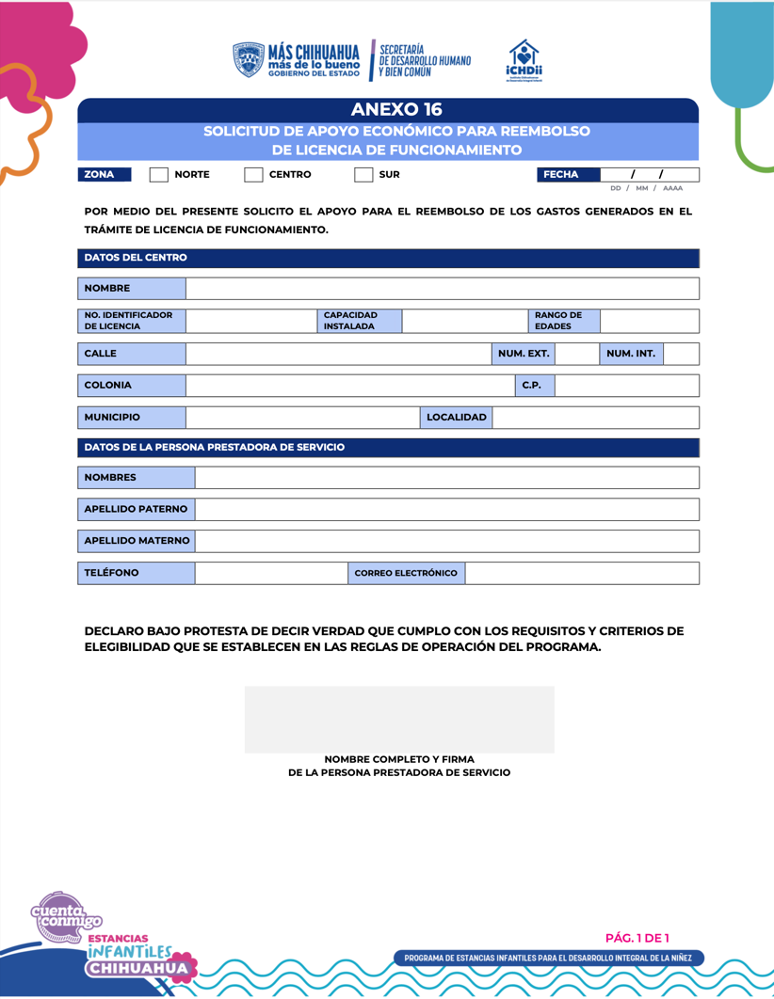 MÁS CHIHUAHUA
más de lo bueno
GOBIERNO DEL ESTADO
SECRETARÍA
DE DESARROLLO HUMANO
Y BIEN COMÚN
iCHDii
ANEXO 16
SOLICITUD DE APOYO ECONÓMICO PARA REEMBOLSO
DE LICENCIA DE FUNCIONAMIENTO
ZONA NORTE CENTRO SUR FECHA / /
DD / MM / AAAA
POR MEDIO DEL PRESENTE SOLICITO EL APOYO PARA EL REEMBOLSO DE LOS GASTOS GENERADOS EN EL
TRÁMITE DE LICENCIA DE FUNCIONAMIENTO.
DATOS DEL CENTRO
NOMBRE
NO. IDENTIFICADOR
DE LICENCIA
CAPACIDAD
INSTALADA
RANGO DE
EDADES
CALLE NUM. EXT. NUM. INT.
COLONIA C.P.
MUNICIPIO LOCALIDAD
DATOS DE LA PERSONA PRESTADORA DE SERVICIO
NOMBRES
APELLIDO PATERNO
APELLIDO MATERNO
TELÉFONO CORREO ELECTRÓNICO
DECLARO BAJO PROTESTA DE DECIR VERDAD QUE CUMPLO CON LOS REQUISITOS Y CRITERIOS DE
ELEGIBILIDAD QUE SE ESTABLECEN EN LAS REGLAS DE OPERACIÓN DEL PROGRAMA.
NOMBRE COMPLETO Y FIRMA
DE LA PERSONA PRESTADORA DE SERVICIO
cuenta
conmigo
ESTANCIAS
iNFANTiLES
CHIHUAHUA
PÁG. 1 DE 1
PROGRAMA DE ESTANCIAS INFANTILES PARA EL DESARROLLO INTEGRAL DE LA NIÑEZ